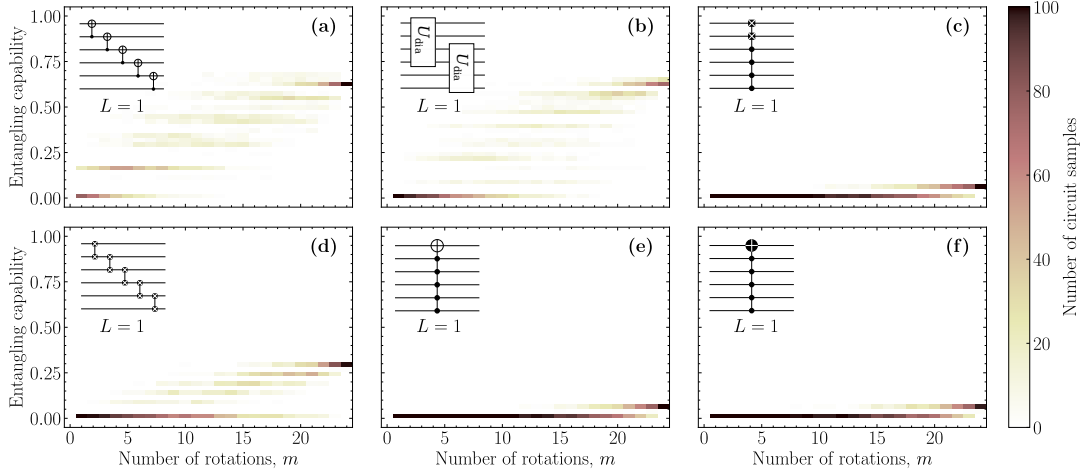 Entangling capability
1.00
0.75
0.50
0.25
0.00
(a)
L = 1
(b)
U_dia
U_dia
L = 1
(c)
L = 1
Entangling capability
1.00
0.75
0.50
0.25
0.00
(d)
L = 1
(e)
L = 1
(f)
L = 1
0 5 10 15 20
Number of rotations, m
0 5 10 15 20
Number of rotations, m
0 5 10 15 20
Number of rotations, m
100
80
60
40
20
0
Number of circuit samples